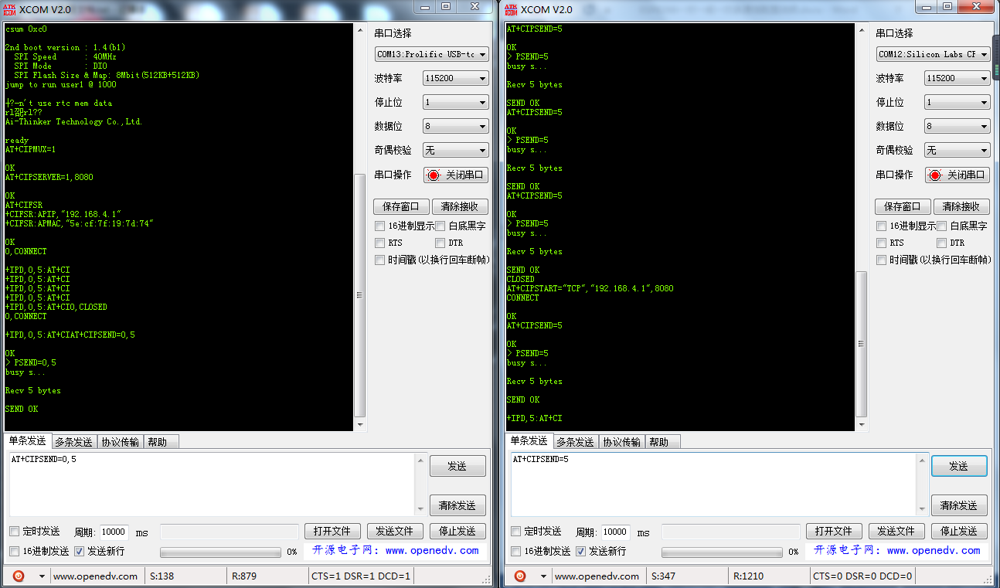 ATK XCOM XCOM V2.0
csum 0xc0
2nd boot version : 1.4(b1)
SPI Speed      : 40MHz
SPI Mode       : DIO
SPI Flash Size & Map: 8Mbit(512KB+512KB)
jump to run user1 @ 1000
n't use rtc mem data
Ai-Thinker Technology Co.,Ltd.
ready
AT+CIPMUX=1
OK
AT+CIPSERVER=1,8080
OK
AT+CIFSR
+CIFSR:APIP,"192.168.4.1"
+CIFSR:APMAC,"5e:cf:7f:19:7d:74"
OK
0,CONNECT
+IPD,0,5:AT+CI
+IPD,0,5:AT+CI
+IPD,0,5:AT+CI
+IPD,0,5:AT+CI
+IPD,0,5:AT+CI0,CLOSED
0,CONNECT
+IPD,0,5:AT+CIAT+CIPSEND=0,5
OK
> PSEND=0,5
busy s...
Recv 5 bytes
SEND OK
串口选择
COM13:Prolific USB-to
波特率 115200
停止位 1
数据位 8
奇偶校验 无
串口操作 关闭串口
保存窗口 清除接收
16进制显示 白底黑字
RTS DTR
时间戳(以换行回车断帧)
单条发送 多条发送 协议传输 帮助
AT+CIPSEND=0,5
发送
清除发送
定时发送 周期: 10000 ms 打开文件 发送文件 停止发送
16进制发送 发送新行 0% 开源电子网: www.openedv.com
www.openedv.com S:138 R:879 CTS=1 DSR=1 DCD=1
ATK XCOM XCOM V2.0
AT+CIPSEND=5
OK
> PSEND=5
busy s...
Recv 5 bytes
SEND OK
AT+CIPSEND=5
OK
> PSEND=5
busy s...
Recv 5 bytes
SEND OK
AT+CIPSEND=5
OK
> PSEND=5
busy s...
Recv 5 bytes
SEND OK
CLOSED
AT+CIPSTART="TCP","192.168.4.1",8080
CONNECT
OK
AT+CIPSEND=5
OK
> PSEND=5
busy s...
Recv 5 bytes
SEND OK
+IPD,5:AT+CI
串口选择
COM12:Silicon Labs CP
波特率 115200
停止位 1
数据位 8
奇偶校验 无
串口操作 关闭串口
保存窗口 清除接收
16进制显示 白底黑字
RTS DTR
时间戳(以换行回车断帧)
单条发送 多条发送 协议传输 帮助
AT+CIPSEND=5
发送
清除发送
定时发送 周期: 10000 ms 打开文件 发送文件 停止发送
16进制发送 发送新行 0% 开源电子网: www.openedv.com
www.openedv.com S:347 R:1210 CTS=0 DSR=0 DCD=0